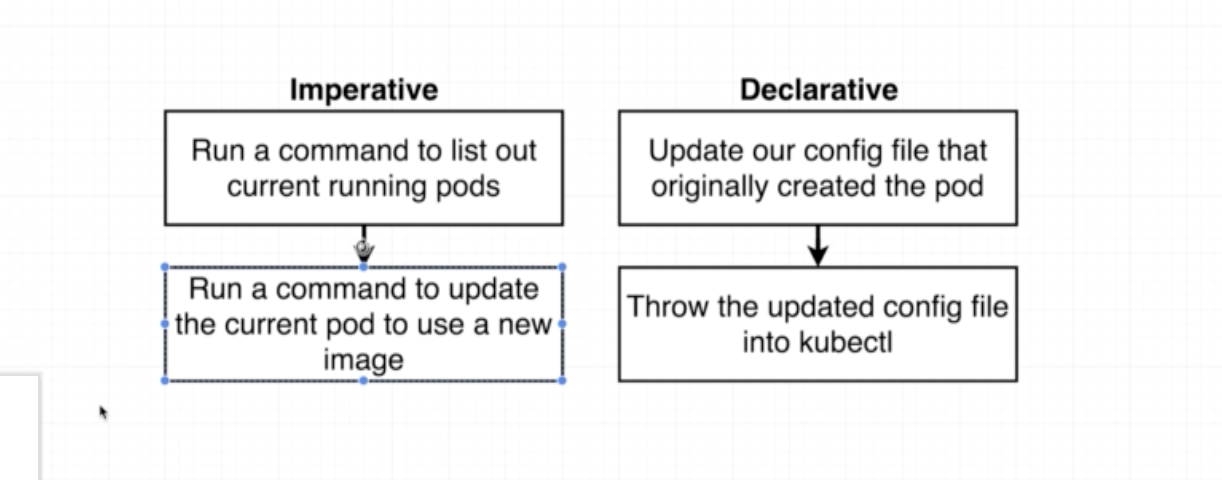 Imperative
Run a command to list out
current running pods
Run a command to update
the current pod to use a new
image
Declarative
Update our config file that
originally created the pod
Throw the updated config file
into kubectl